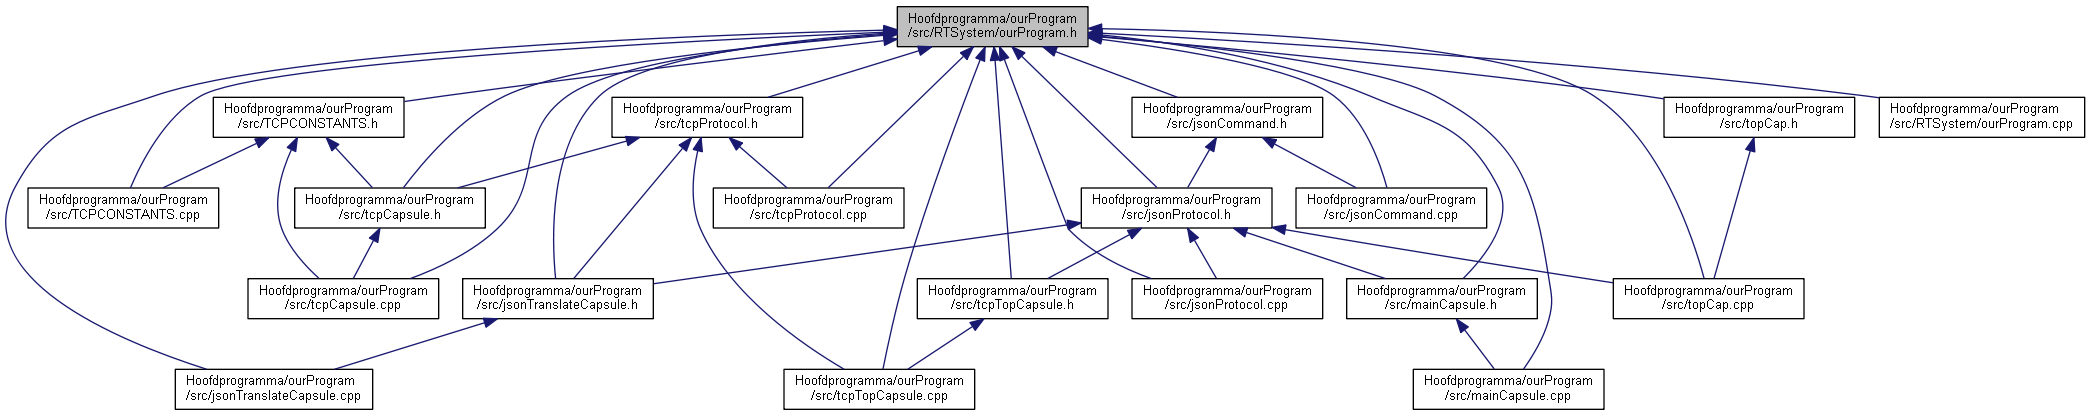 Hoofdprogramma/ourProgram
/src/RTSystem/ourProgram.h
Hoofdprogramma/ourProgram
/src/TCPCONSTANTS.h
Hoofdprogramma/ourProgram
/src/tcpProtocol.h
Hoofdprogramma/ourProgram
/src/jsonCommand.h
Hoofdprogramma/ourProgram
/src/topCap.h
Hoofdprogramma/ourProgram
/src/RTSystem/ourProgram.cpp
Hoofdprogramma/ourProgram
/src/TCPCONSTANTS.cpp
Hoofdprogramma/ourProgram
/src/tcpCapsule.h
Hoofdprogramma/ourProgram
/src/tcpProtocol.cpp
Hoofdprogramma/ourProgram
/src/jsonProtocol.h
Hoofdprogramma/ourProgram
/src/jsonCommand.cpp
Hoofdprogramma/ourProgram
/src/tcpCapsule.cpp
Hoofdprogramma/ourProgram
/src/jsonTranslateCapsule.h
Hoofdprogramma/ourProgram
/src/tcpTopCapsule.h
Hoofdprogramma/ourProgram
/src/jsonProtocol.cpp
Hoofdprogramma/ourProgram
/src/mainCapsule.h
Hoofdprogramma/ourProgram
/src/topCap.cpp
Hoofdprogramma/ourProgram
/src/jsonTranslateCapsule.cpp
Hoofdprogramma/ourProgram
/src/tcpTopCapsule.cpp
Hoofdprogramma/ourProgram
/src/mainCapsule.cpp